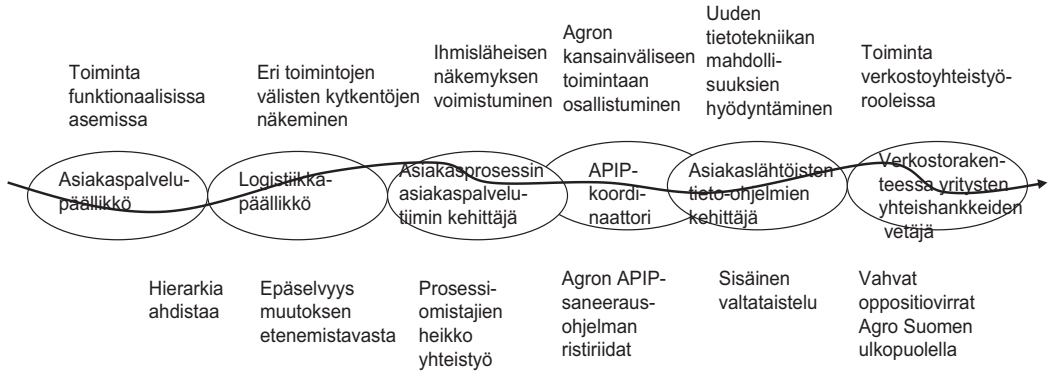 Toiminta
funktionaalisissa
asemissa
Eri toimintojen
välisten kytkentöjen
näkeminen
Ihmisläheisen
näkemyksen
voimistuminen
Agron
kansainväliseen
toimintaan
osallistuminen
Uuden
tietotekniikan
mahdolli-
suuksien
hyödyntäminen
Toiminta
verkostoyhteistyö-
rooleissa
Asiakaspalvelu-
päällikkö
Logistiikka-
päällikkö
Asiakasprosessin
asiakaspalvelu-
tiimin kehittäjä
APIP-
koordi-
naattori
Asiakaslähtöisten
tieto-ohjelmien
kehittäjä
Verkostoraken-
teessa yritysten
yhteishankkeiden
vetäjä
Hierarkia
ahdistaa
Epäselvyys
muutoksen
etenemistavasta
Prosessi-
omistajien
heikko
yhteistyö
Agron APIP-
saneeraus-
ohjelman
ristiriidat
Sisäinen
valtataistelu
Vahvat
oppositiovirrat
Agro Suomen
ulkopuolella